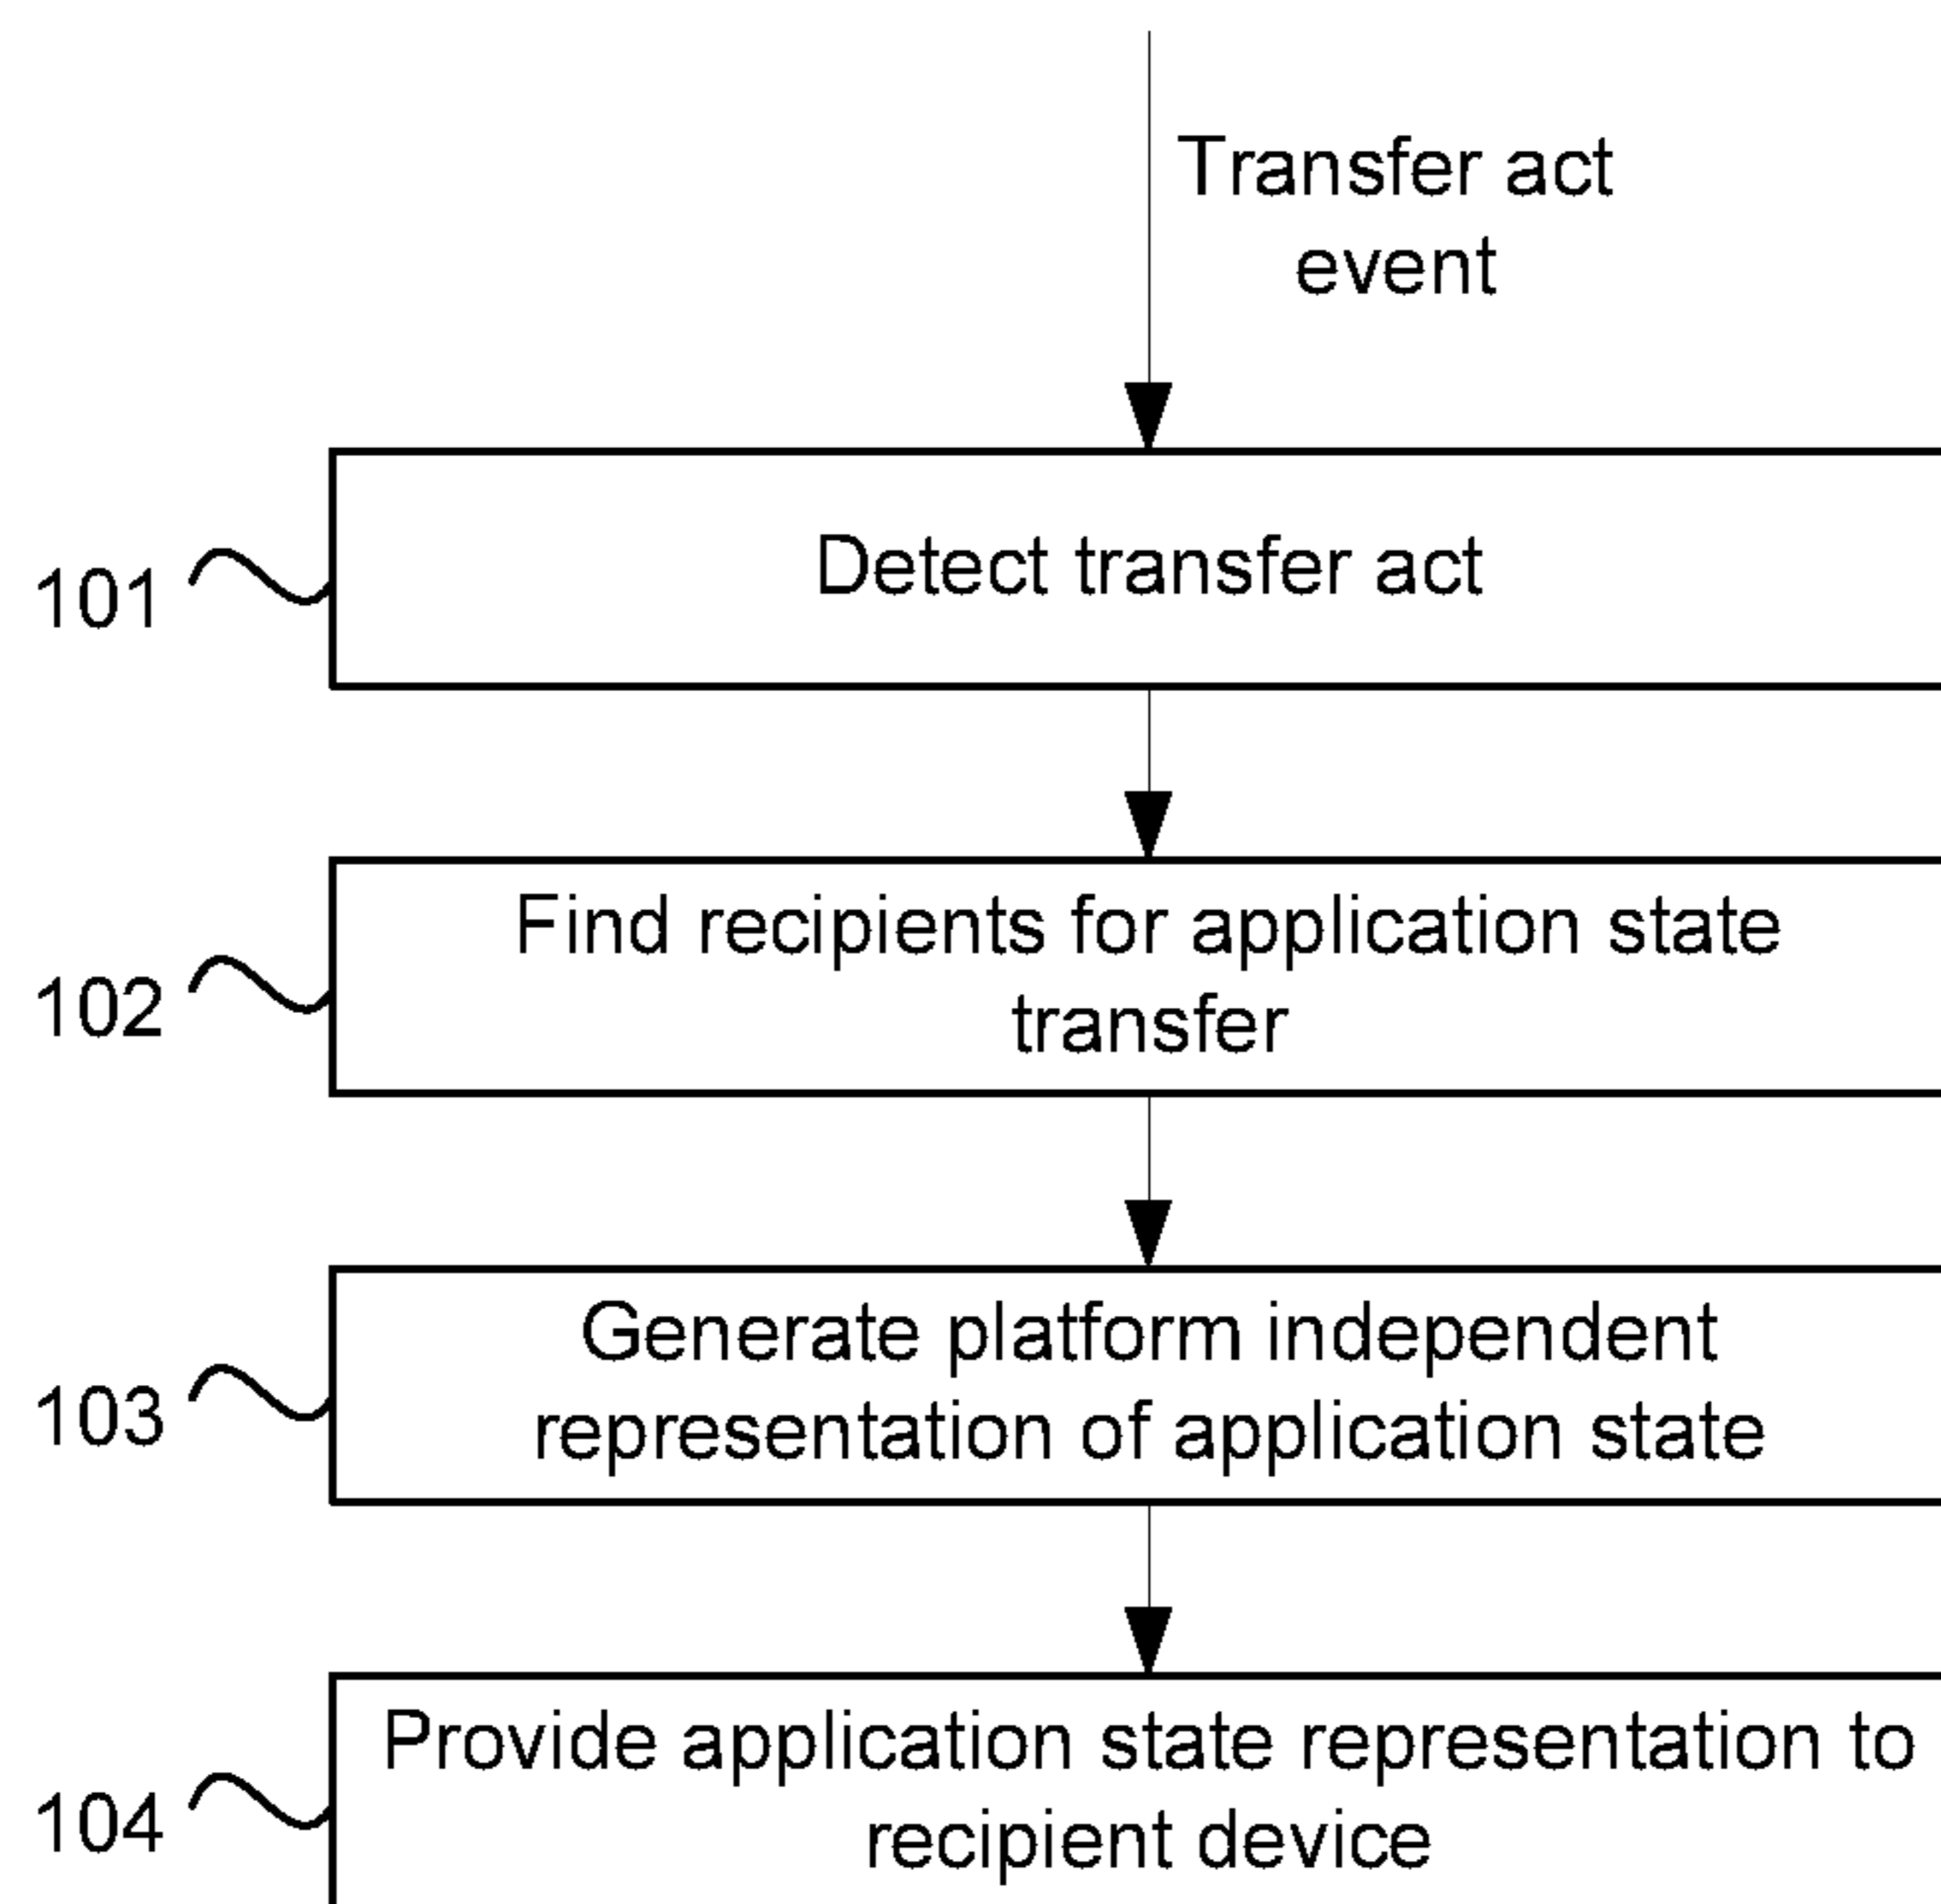 Transfer act
event
101
Detect transfer act
102
Find recipients for application state
transfer
103
Generate platform independent
representation of application state
104
Provide application state representation to
recipient device